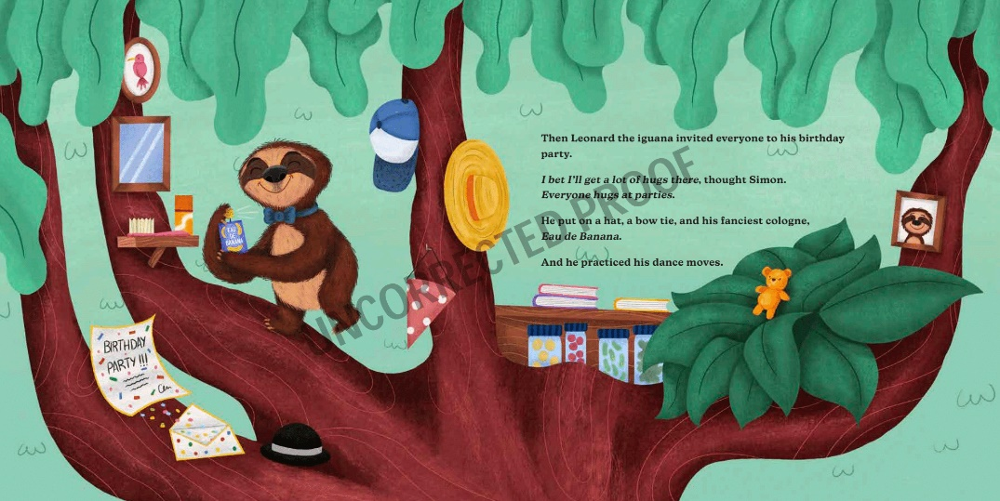 Then Leonard the iguana invited everyone to his birthday
party.
I bet I'll get a lot of hugs there, thought Simon.
Everyone hugs at parties.
He put on a hat, a bow tie, and his fanciest cologne,
Eau de Banana.
And he practiced his dance moves.
EAU
DE
BANANA
BIRTHDAY
PARTY !!!
UNCORRECTED PROOF